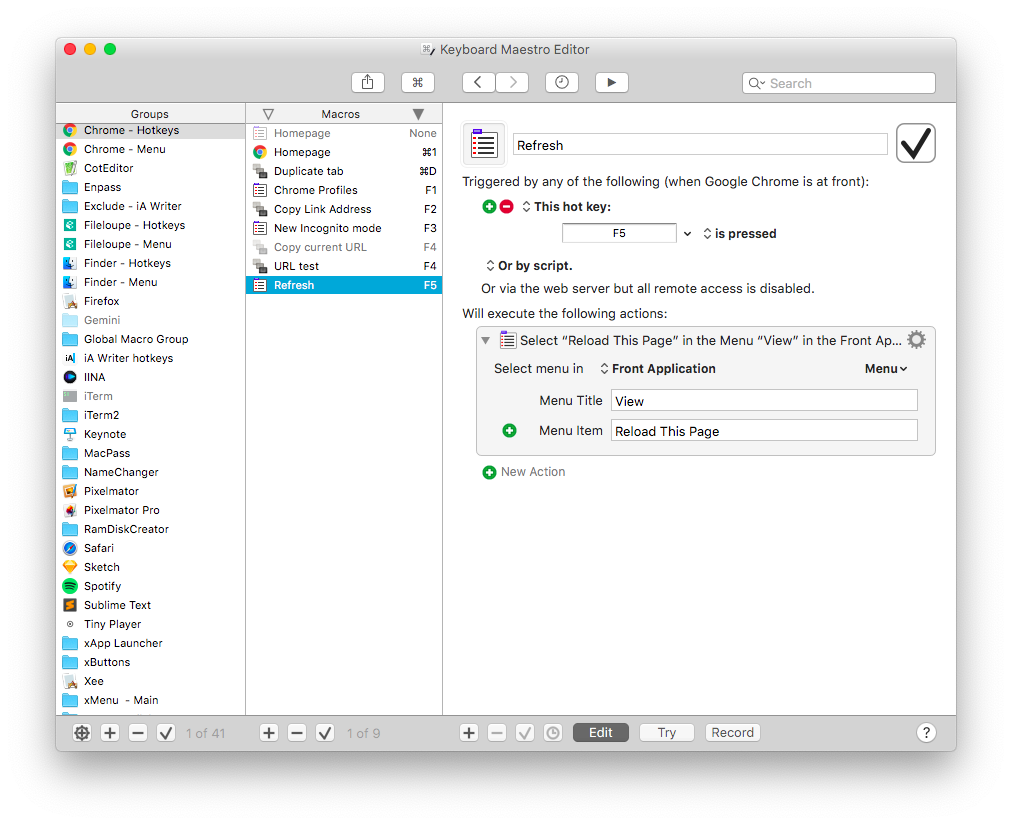 Keyboard Maestro Editor
Search
Groups
Chrome - Hotkeys
Chrome - Menu
CotEditor
Enpass
Exclude - iA Writer
Fileloupe - Hotkeys
Fileloupe - Menu
Finder - Hotkeys
Finder - Menu
Firefox
Gemini
Global Macro Group
iA Writer hotkeys
IINA
iTerm
iTerm2
Keynote
MacPass
NameChanger
Pixelmator
Pixelmator Pro
RamDiskCreator
Safari
Sketch
Spotify
Sublime Text
Tiny Player
xApp Launcher
xButtons
Xee
xMenu - Main
1 of 41
Macros
Homepage None
Homepage ⌘1
Duplicate tab ⌘D
Chrome Profiles F1
Copy Link Address F2
New Incognito mode F3
Copy current URL F4
URL test F4
Refresh F5
1 of 9
Refresh
Triggered by any of the following (when Google Chrome is at front):
This hot key:
F5 is pressed
Or by script.
Or via the web server but all remote access is disabled.
Will execute the following actions:
Select “Reload This Page” in the Menu “View” in the Front Ap...
Select menu in Front Application Menu
Menu Title View
Menu Item Reload This Page
New Action
Edit Try Record ?